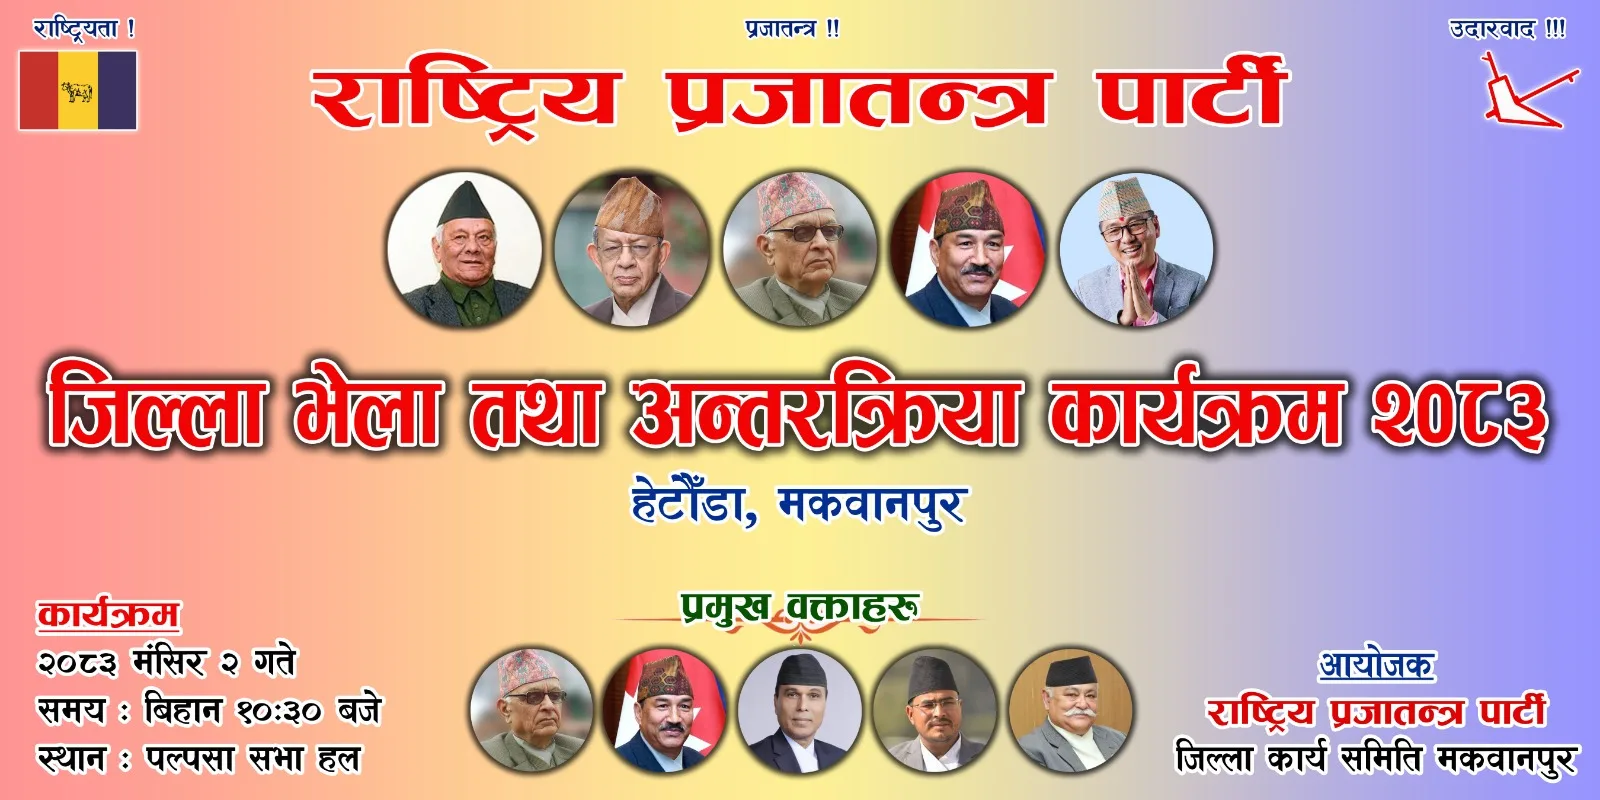 राष्ट्रियता !
प्रजातन्त्र !!
उदारवाद !!!
राष्ट्रिय प्रजातन्त्र पार्टी
जिल्ला भेला तथा अन्तरक्रिया कार्यक्रम २०८३
हेटौँडा, मकवानपुर
प्रमुख वक्ताहरु
कार्यक्रम
२०८३ मंसिर २ गते
समय : बिहान १०:३० बजे
स्थान : पल्पसा सभा हल
आयोजक
राष्ट्रिय प्रजातन्त्र पार्टी
जिल्ला कार्य समिति मकवानपुर